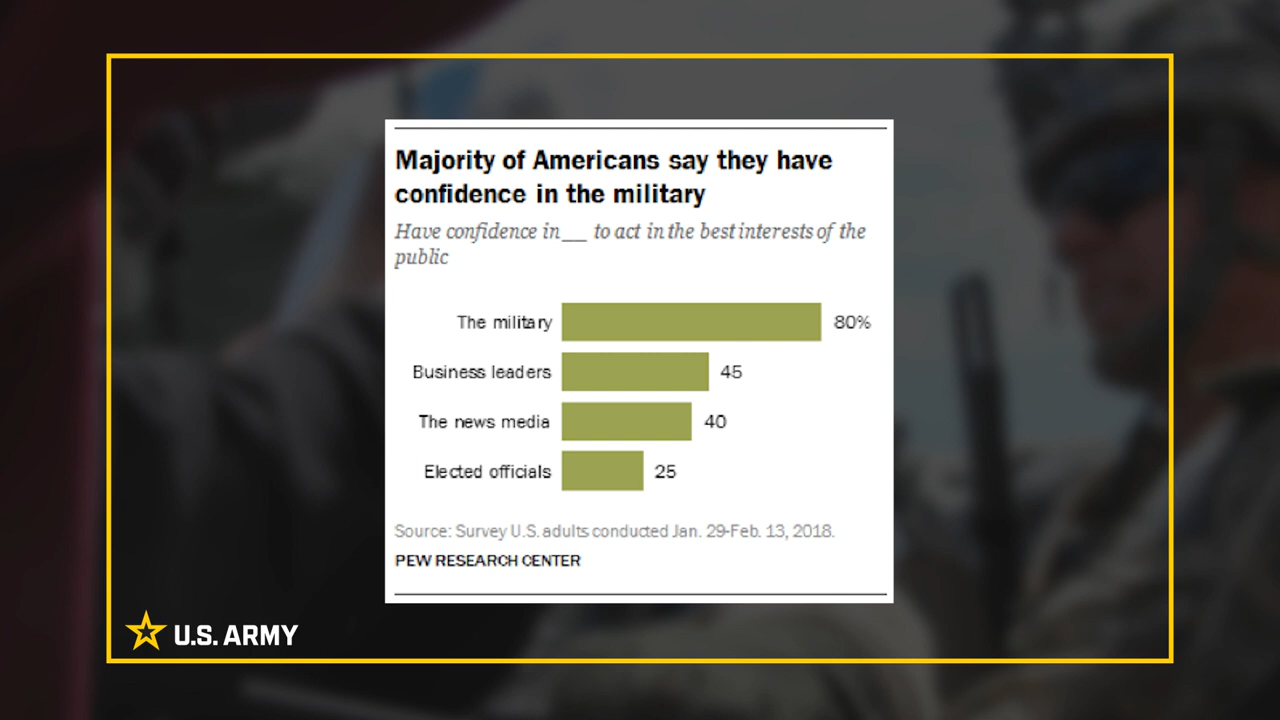 Majority of Americans say they have
confidence in the military
Have confidence in __ to act in the best interests of the
public
The military 80%
Business leaders 45
The news media 40
Elected officials 25
Source: Survey U.S. adults conducted Jan. 29-Feb. 13, 2018.
PEW RESEARCH CENTER
U.S. ARMY